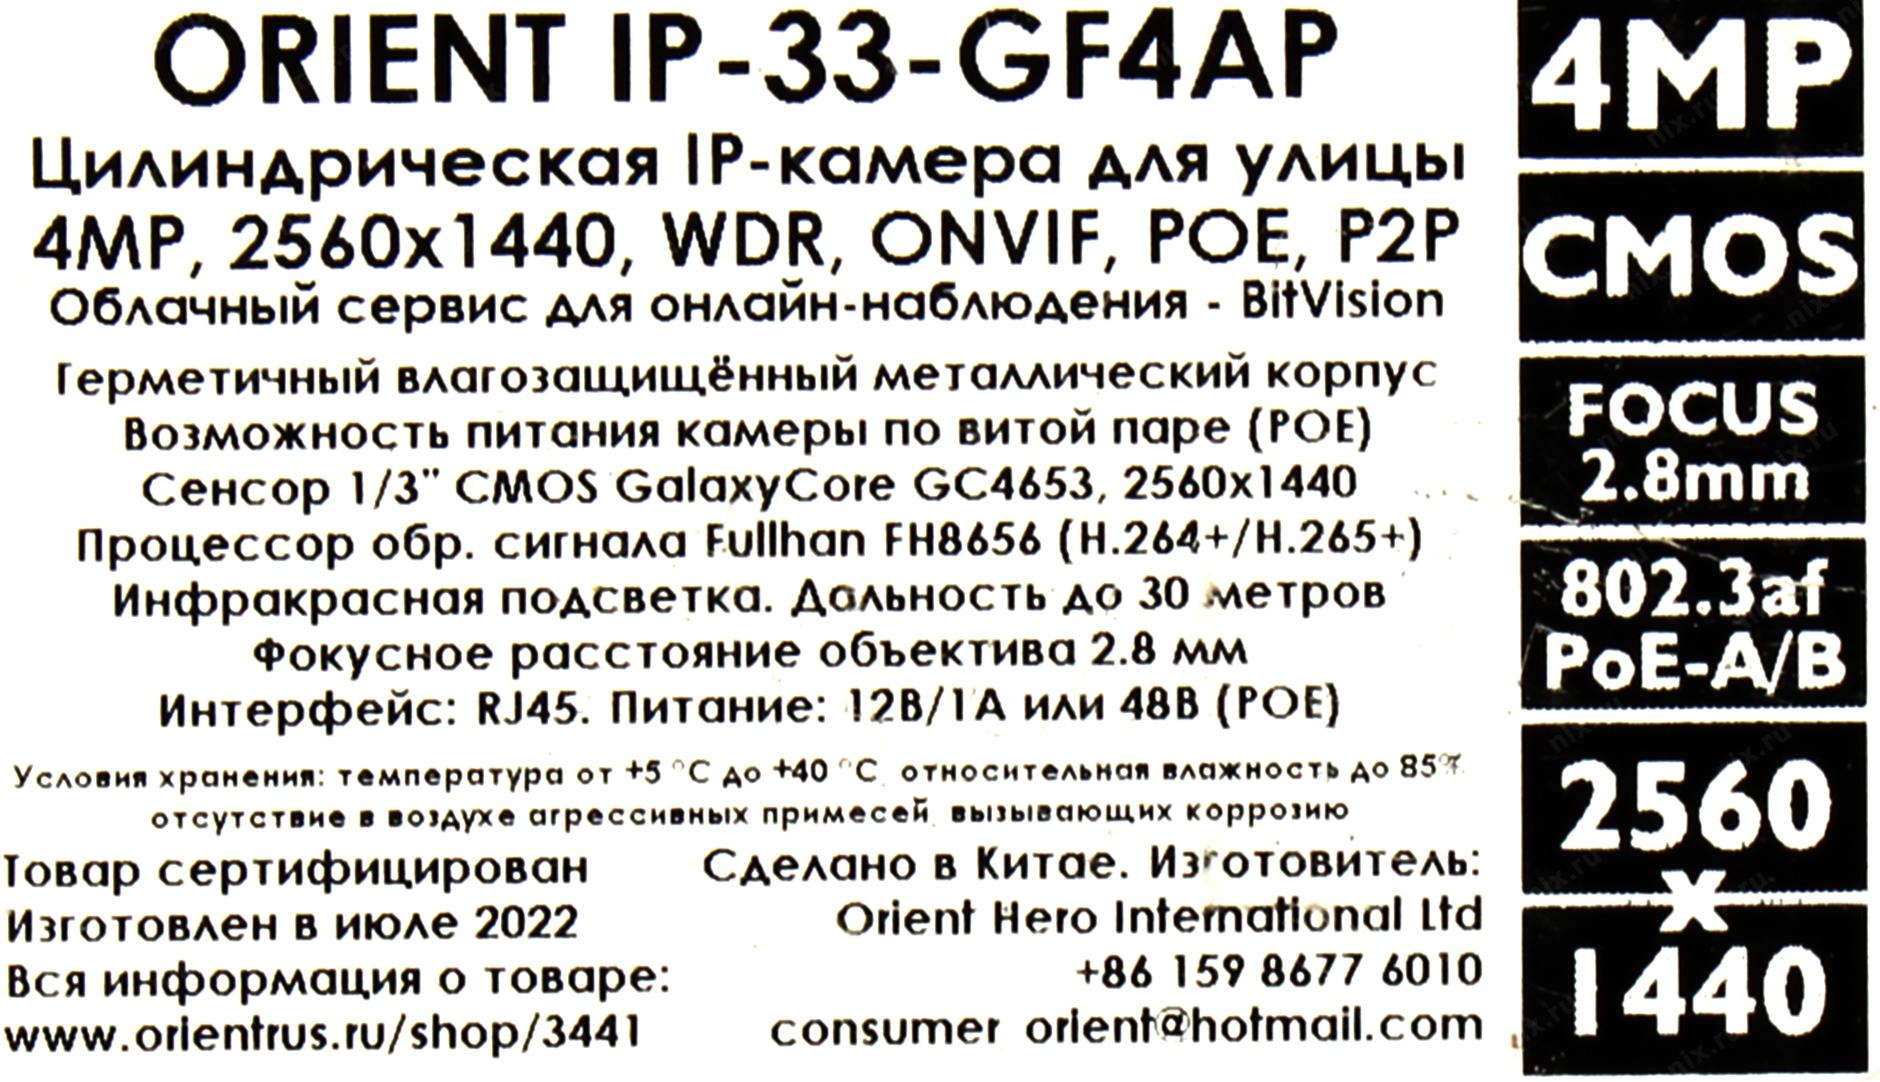 ORIENT IP-33-GF4AP
Цилиндрическая IP-камера для улицы
4MP, 2560x1440, WDR, ONVIF, POE, P2P
Облачный сервис для онлайн-наблюдения - BitVision
Герметичный влагозащищённый металлический корпус
Возможность питания камеры по витой паре (POE)
Сенсор 1/3" CMOS GalaxyCore GC4653, 2560x1440
Процессор обр. сигнала Fullhan FH8656 (H.264+/H.265+)
Инфракрасная подсветка. Дальность до 30 метров
Фокусное расстояние объектива 2.8 мм
Интерфейс: RJ45. Питание: 12В/1А или 48В (POE)
Условия хранения: температура от +5 °C до +40 °C относительная влажность до 85%
отсутствие в воздухе агрессивных примесей, вызывающих коррозию
Товар сертифицирован
Изготовлен в июле 2022
Вся информация о товаре:
www.orientrus.ru/shop/3441
Сделано в Китае. Изготовитель:
Orient Hero International Ltd
+86 159 8677 6010
consumer orient@hotmail.com
4MP
CMOS
FOCUS
2.8mm
802.3af
PoE-A/B
2560
x
1440